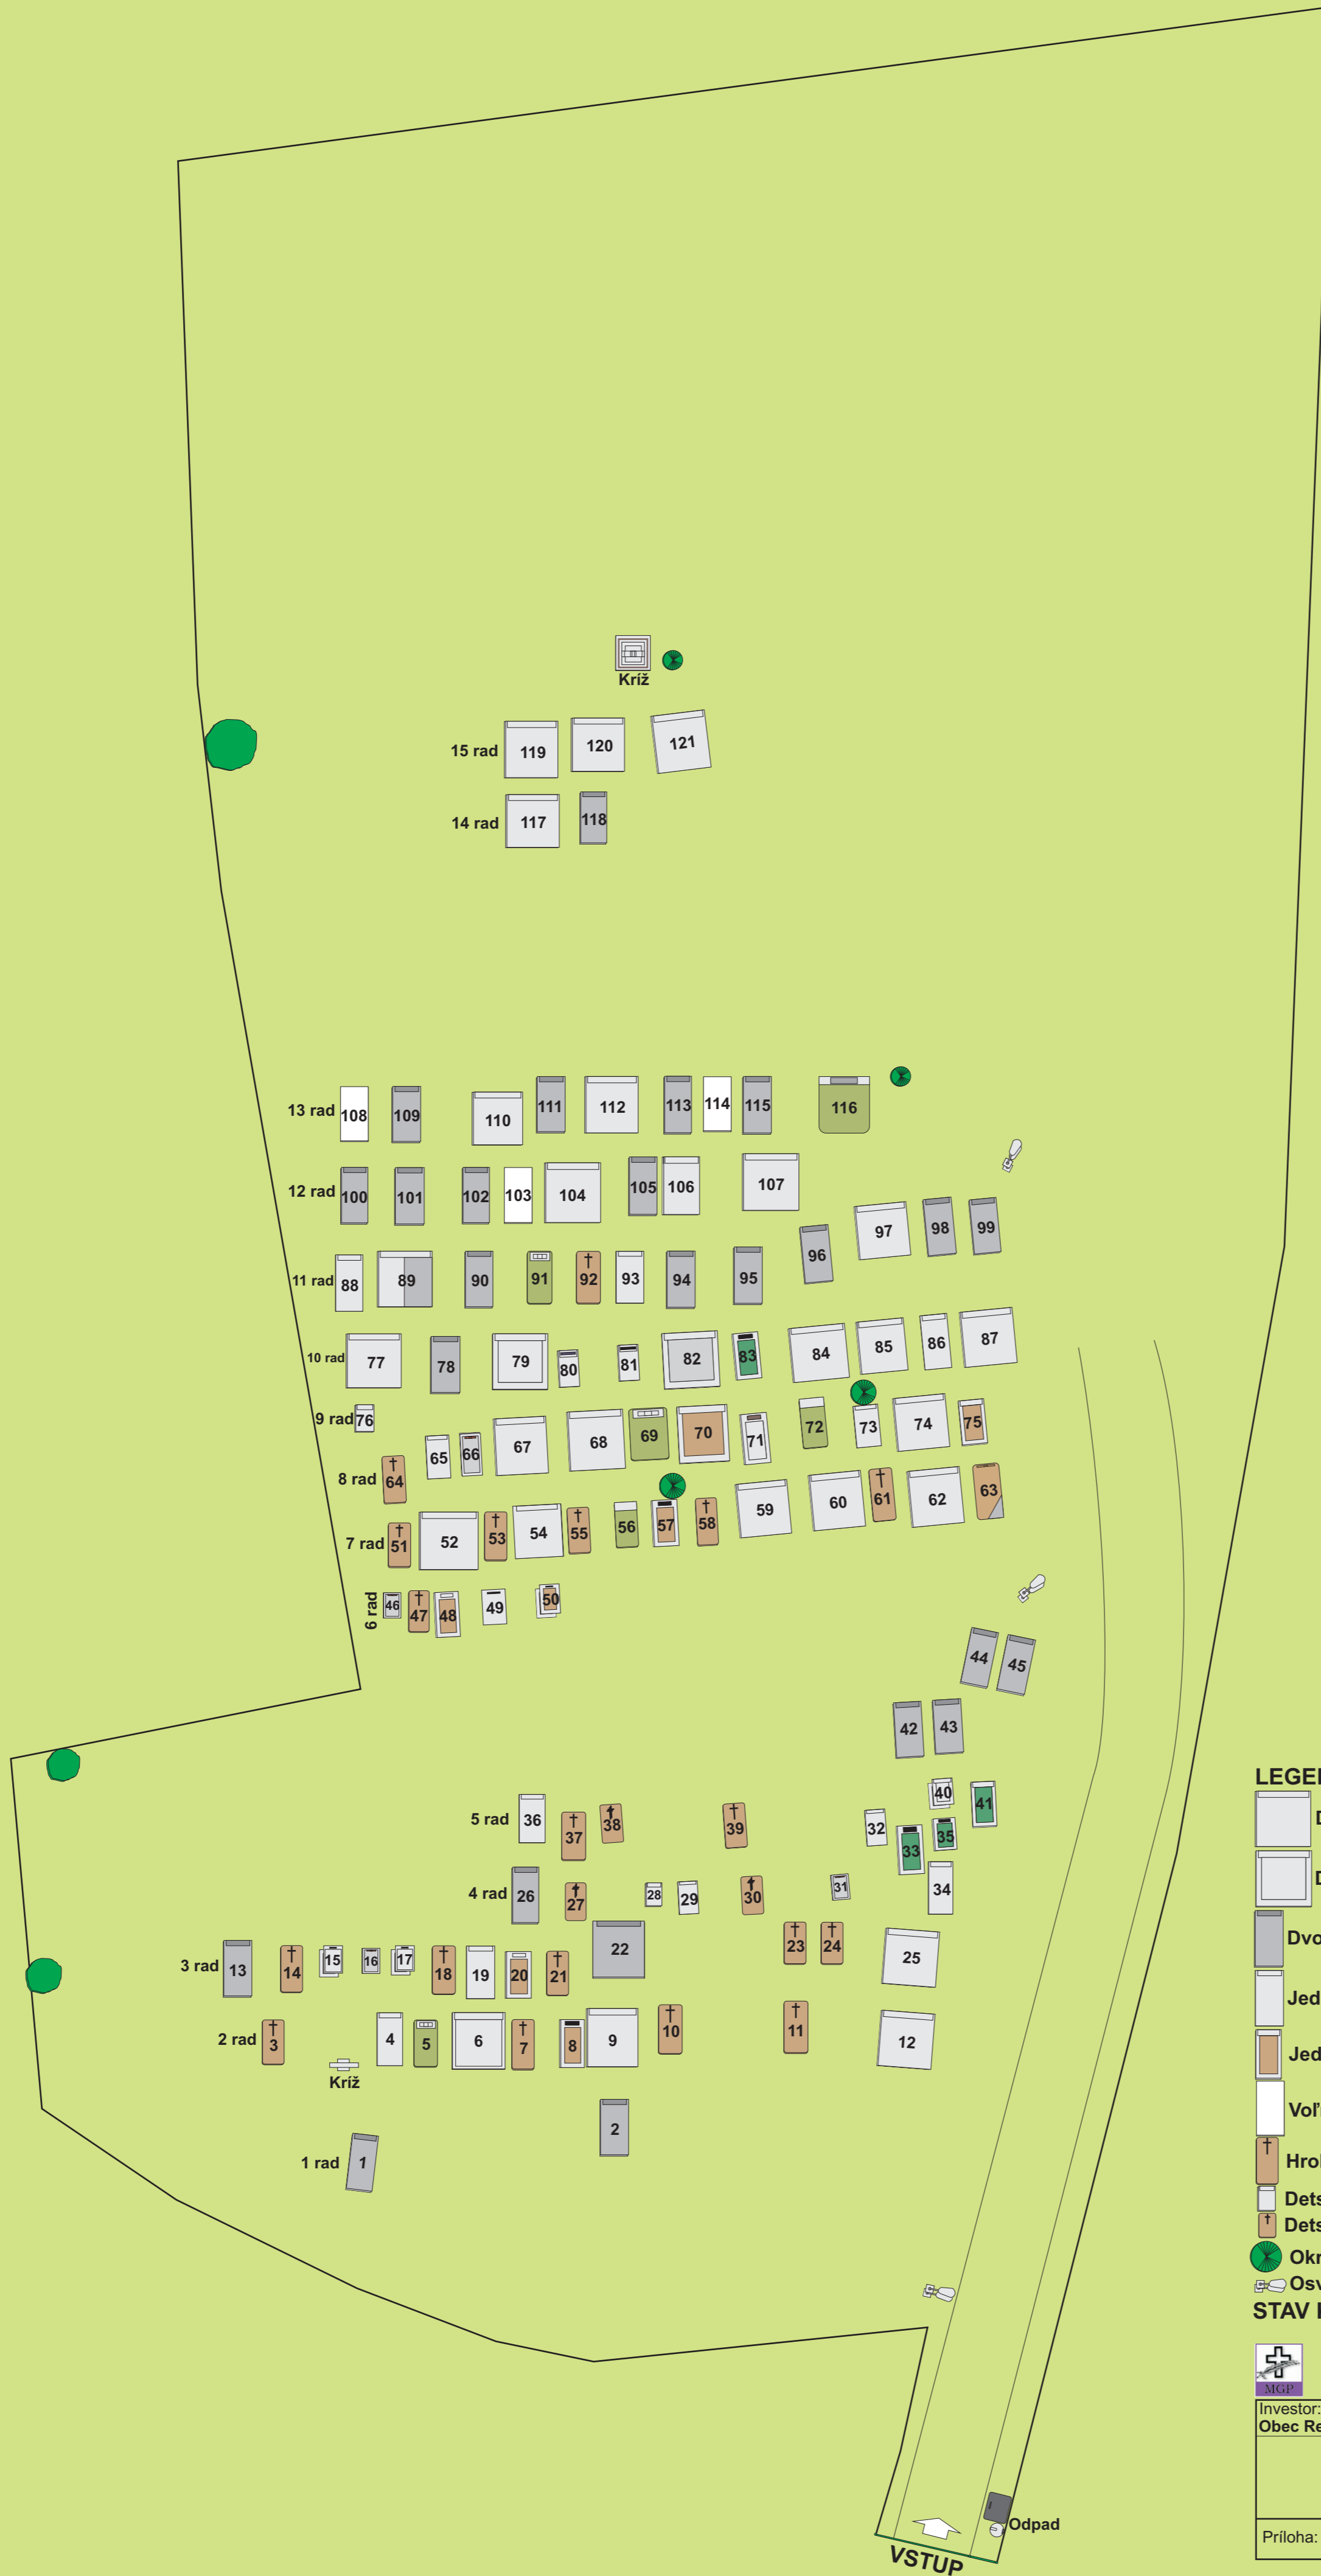 Kríž
15 rad 119 120 121
14 rad 117 118
13 rad 108 109 110 111 112 113 114 115 116
12 rad 100 101 102 103 104 105 106 107
96 97 98 99
11 rad 88 89 90 91 92 93 94 95
10 rad 77 78 79 80 81 82 83 84 85 86 87
9 rad 76
65 66 67 68 69 70 71 72 73 74 75
8 rad 64
59 60 61 62 63
7 rad 51 52 53 54 55 56 57 58
6 rad 46 47 48 49 50
44 45
42 43
40 41
5 rad 36 37 38 39 32 33 35
4 rad 26 27 28 29 30 31 34
22 23 24 25
3 rad 13 14 15 16 17 18 19 20 21
2 rad 3 4 5 6 7 8 9 10 11 12
Kríž
2
1 rad 1
Odpad
VSTUP
LEGE
D
D
Dvo
Jed
Jed
Voľ
Hro
Dets
Dets
Okr
Osv
STAV
MGP
Investor:
Obec Re
Príloha: